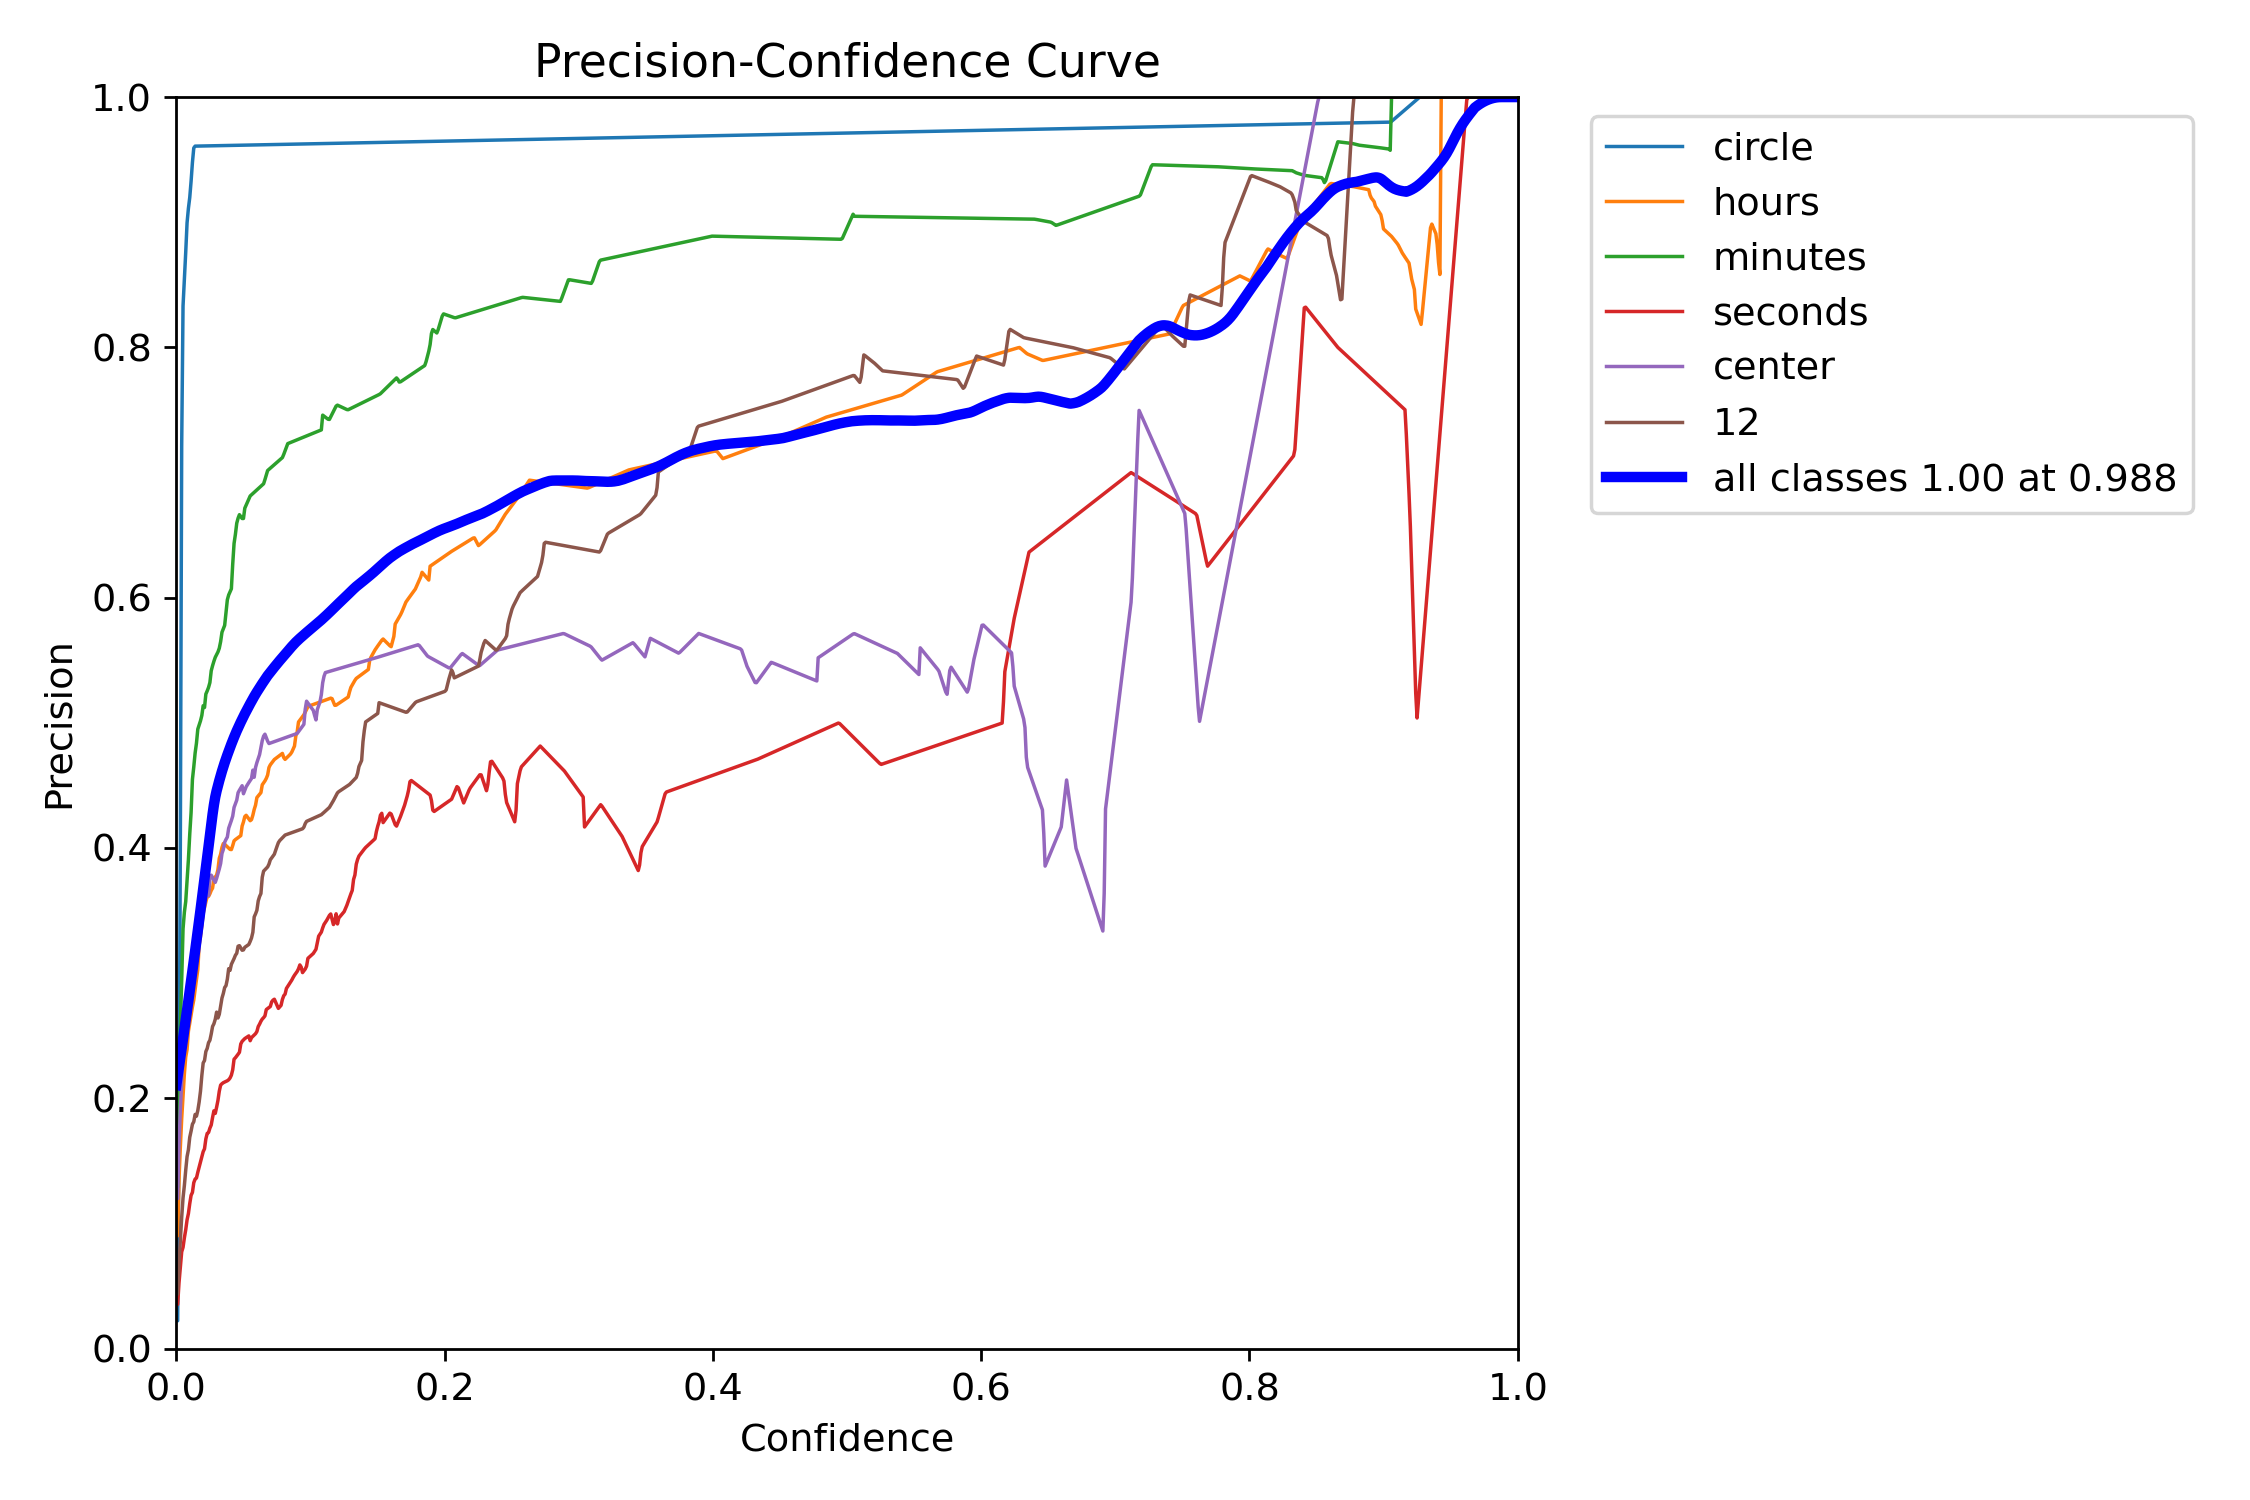 Precision-Confidence Curve
1.0
0.8
0.6
0.4
0.2
0.0
Precision
0.0 0.2 0.4 0.6 0.8 1.0
Confidence
circle
hours
minutes
seconds
center
12
all classes 1.00 at 0.988